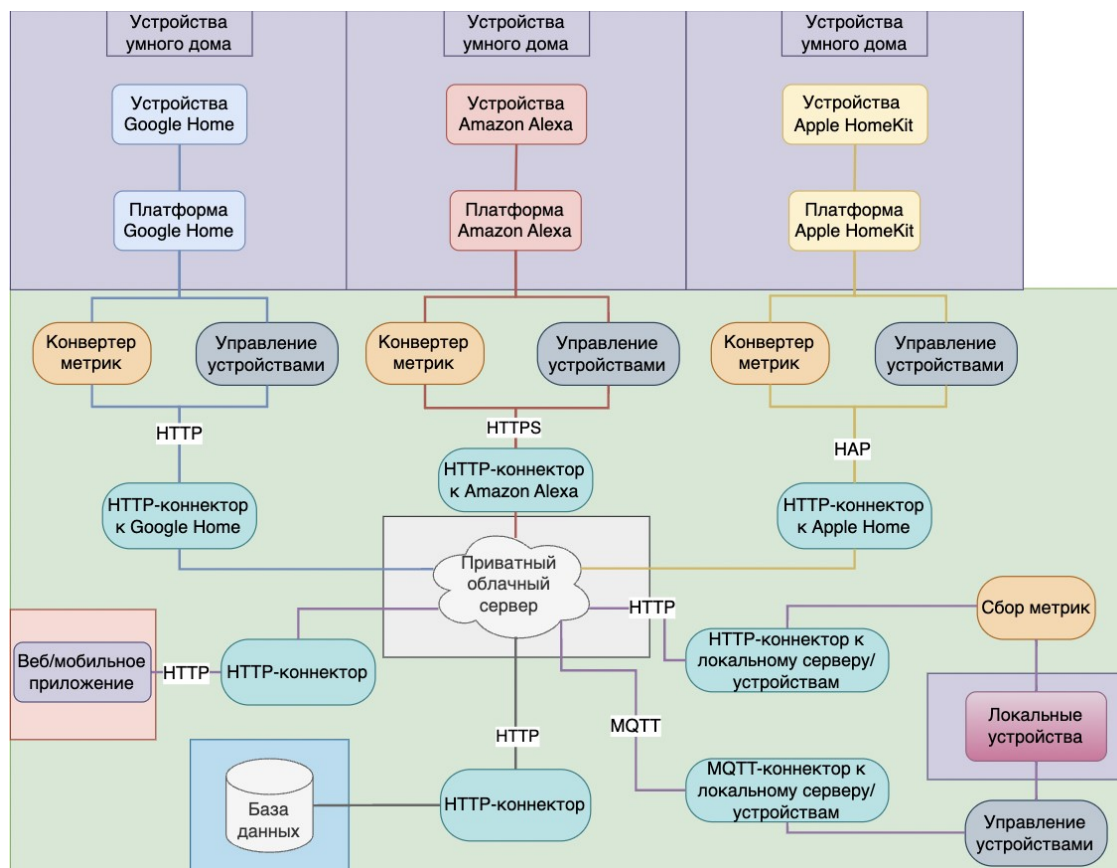 Устройства
умного дома
Устройства
умного дома
Устройства
умного дома
Устройства
Google Home
Устройства
Amazon Alexa
Устройства
Apple HomeKit
Платформа
Google Home
Платформа
Amazon Alexa
Платформа
Apple HomeKit
Конвертер
метрик
Управление
устройствами
Конвертер
метрик
Управление
устройствами
Конвертер
метрик
Управление
устройствами
HTTP
HTTPS
HAP
HTTP-коннектор
к Google Home
HTTP-коннектор
к Amazon Alexa
HTTP-коннектор
к Apple Home
Приватный
облачный
сервер
HTTP
Сбор метрик
Веб/мобильное
приложение
HTTP
HTTP-коннектор
HTTP-коннектор к
локальному серверу/
устройствам
Локальные
устройства
HTTP
MQTT
База
данных
HTTP-коннектор
MQTT-коннектор к
локальному серверу/
устройствам
Управление
устройствами